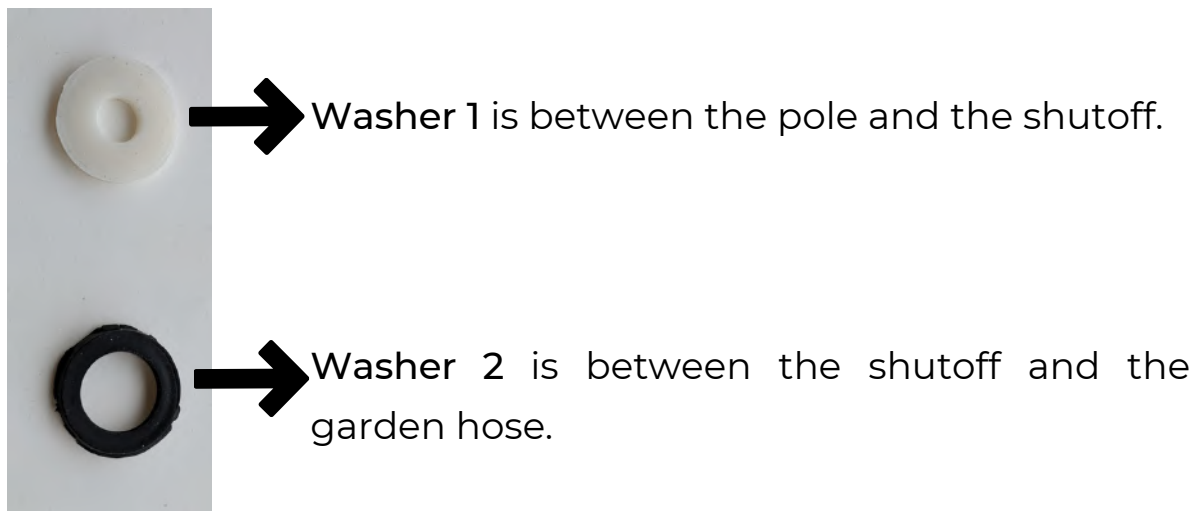 Washer 1 is between the pole and the shutoff.
Washer 2 is between the shutoff and the
garden hose.